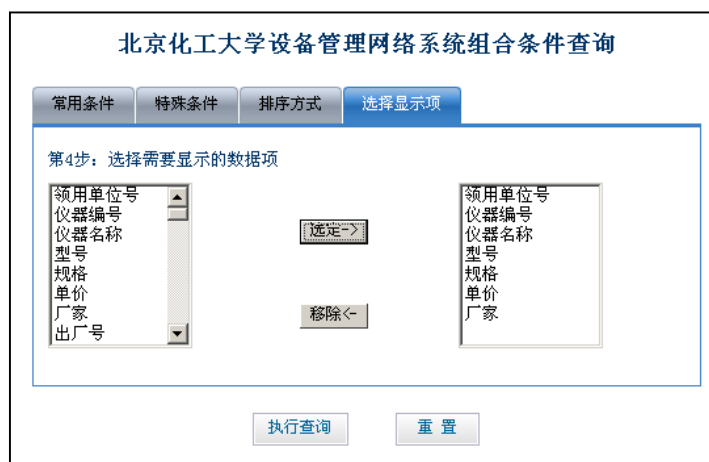 北京化工大学设备管理网络系统组合条件查询
常用条件 特殊条件 排序方式 选择显示项
第4步：选择需要显示的数据项
领用单位号
仪器编号
仪器名称
型号
规格
单价
厂家
出厂号
选定->
移除<-
领用单位号
仪器编号
仪器名称
型号
规格
单价
厂家
执行查询 重 置